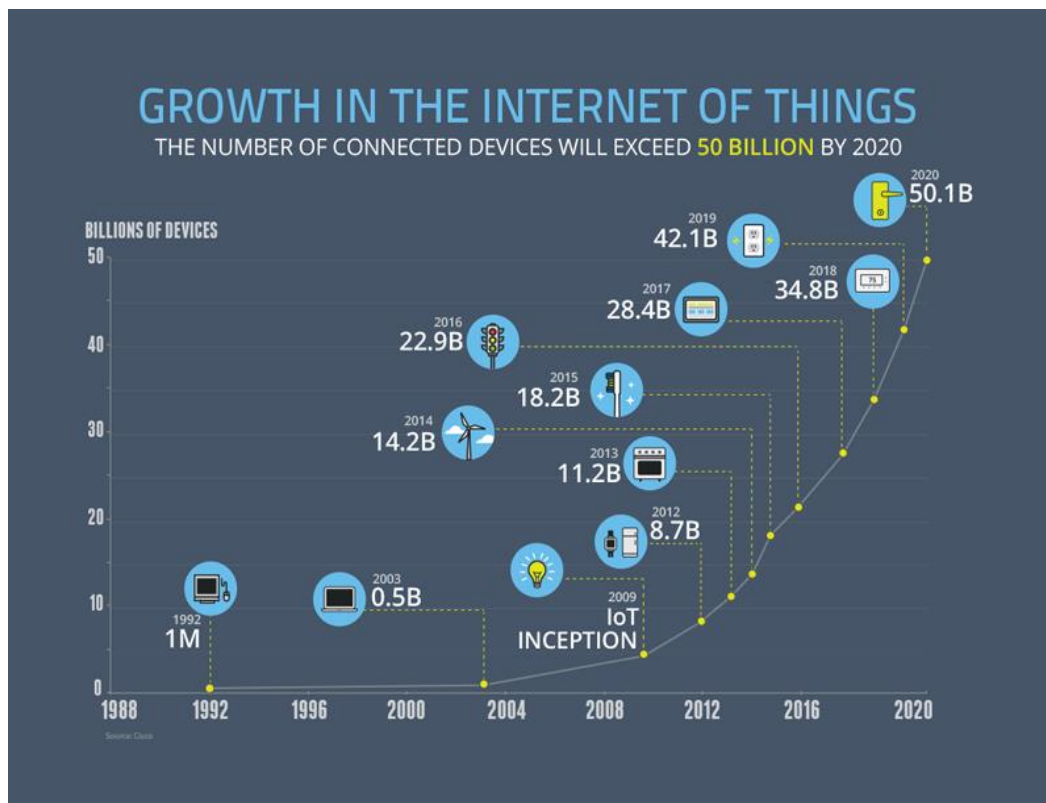 GROWTH IN THE INTERNET OF THINGS
THE NUMBER OF CONNECTED DEVICES WILL EXCEED 50 BILLION BY 2020
BILLIONS OF DEVICES
50
40
30
20
10
0
1988
1992
1996
2000
2004
2008
2012
2016
2020
1992
1M
2003
0.5B
2009
IoT
INCEPTION
2012
8.7B
2013
11.2B
2014
14.2B
2015
18.2B
2016
22.9B
2017
28.4B
2018
34.8B
75
2019
42.1B
2020
50.1B
Source: Cisco